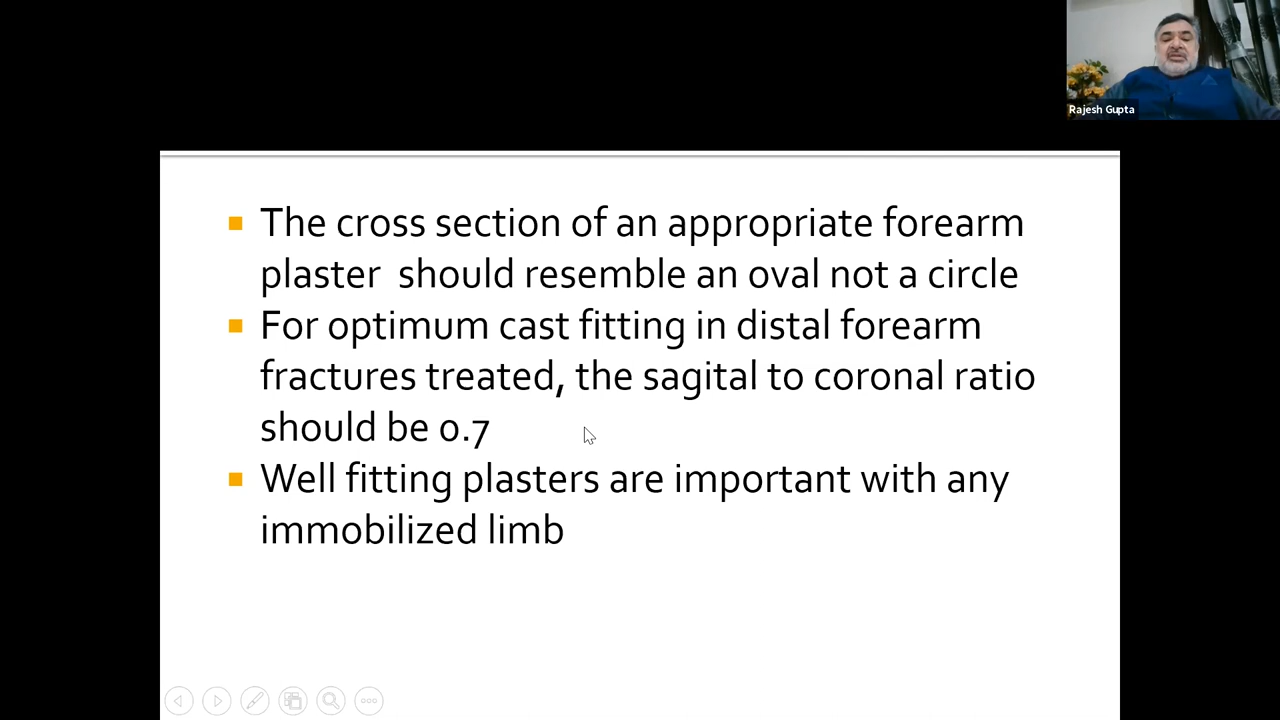 Rajesh Gupta
The cross section of an appropriate forearm
plaster should resemble an oval not a circle
For optimum cast fitting in distal forearm
fractures treated, the sagital to coronal ratio
should be 0.7
Well fitting plasters are important with any
immobilized limb